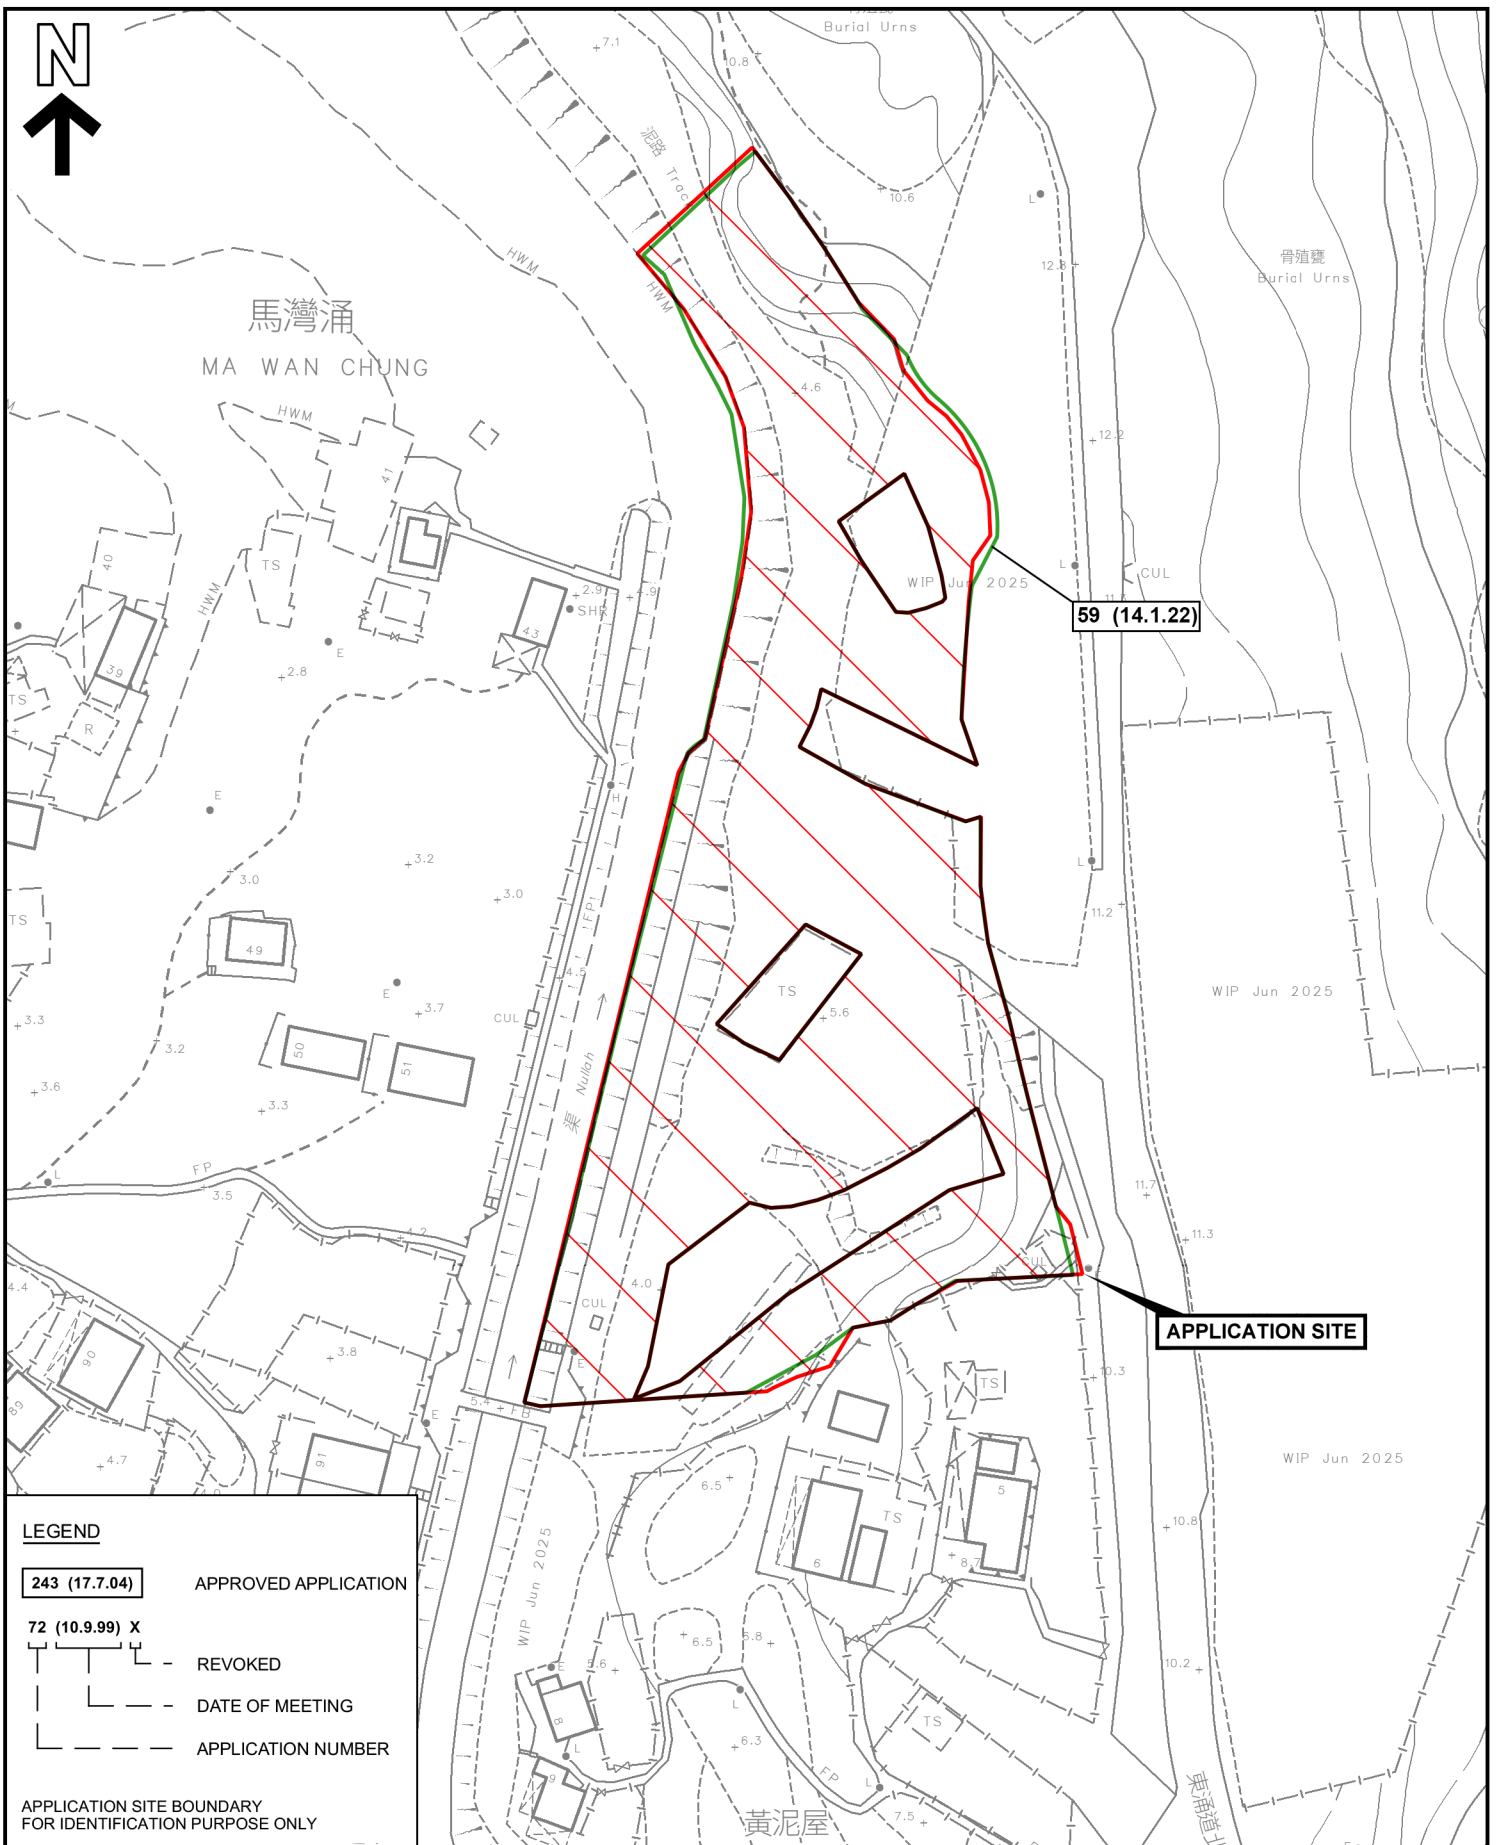 N
Burial Urns
7.1
10.8
泥路 Track
10.6
L
12.8
骨殖甕
Burial Urns
HWM
HWM
馬灣涌
MA WAN CHUNG
HWM
4.6
12.2
41
40
TS
HWM
WIP Jun 2025
L
CUL
2.9
4.9
SHR
43
59 (14.1.22)
E
39
2.8
TS
R
E
H
3.2
3.0
3.0
L
11.2
FP
TS
49
4.5
TS
E
3.7
CUL
5.6
WIP Jun 2025
3.3
3.2
50
51
3.6
3.3
渠 Nullah
L
FP
3.5
11.7
4.2
11.3
4.4
4.0
CUL
CUL
E
APPLICATION SITE
90
3.8
E
10.3
TS
89
5.4
FB
E
4.7
91
WIP Jun 2025
6.5
5
TS
6
10.8
8.7
LEGEND
243 (17.7.04) APPROVED APPLICATION
72 (10.9.99) X
REVOKED
DATE OF MEETING
APPLICATION NUMBER
APPLICATION SITE BOUNDARY
FOR IDENTIFICATION PURPOSE ONLY
WIP Jun 2025
6.5
6.8
E
5.6
10.2
L
8
TS
6.3
L
9
FP
L
7.5
黃泥屋
東涌道北